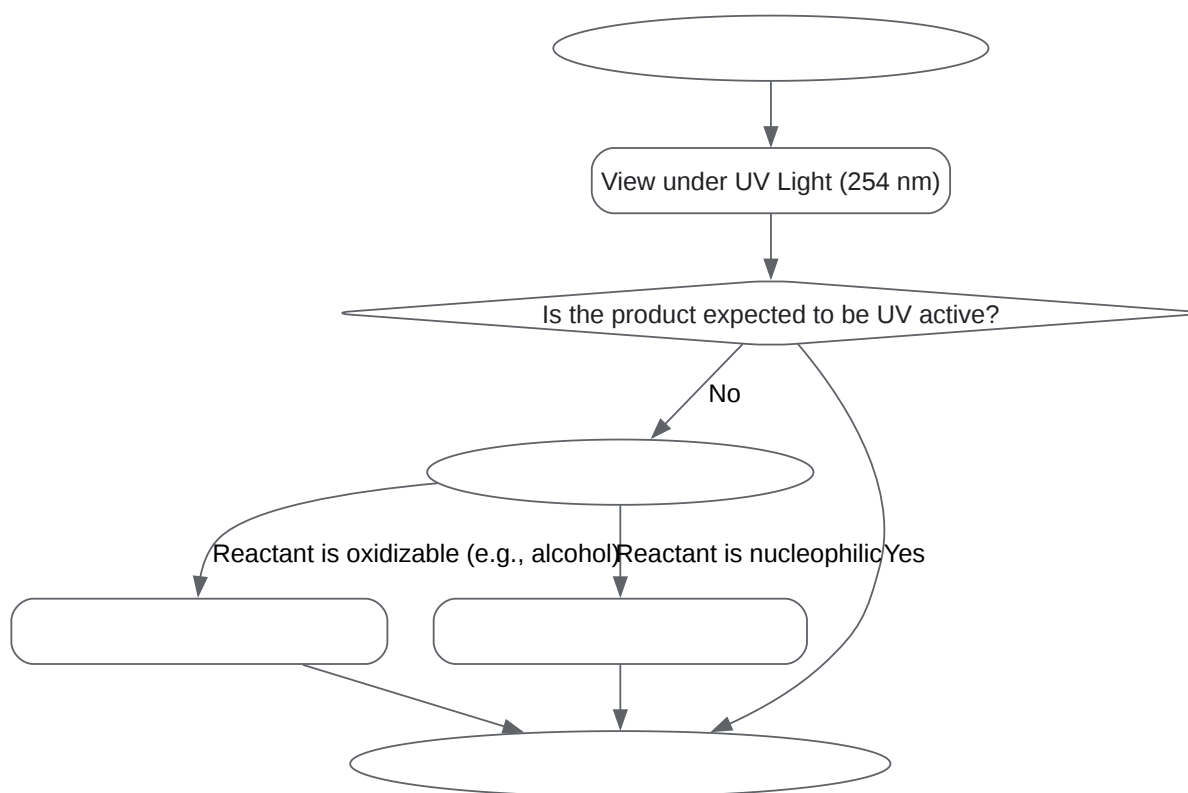 View under UV Light (254 nm)
Is the product expected to be UV active?
No
Reactant is oxidizable (e.g., alcohol)
Reactant is nucleophilic
Yes